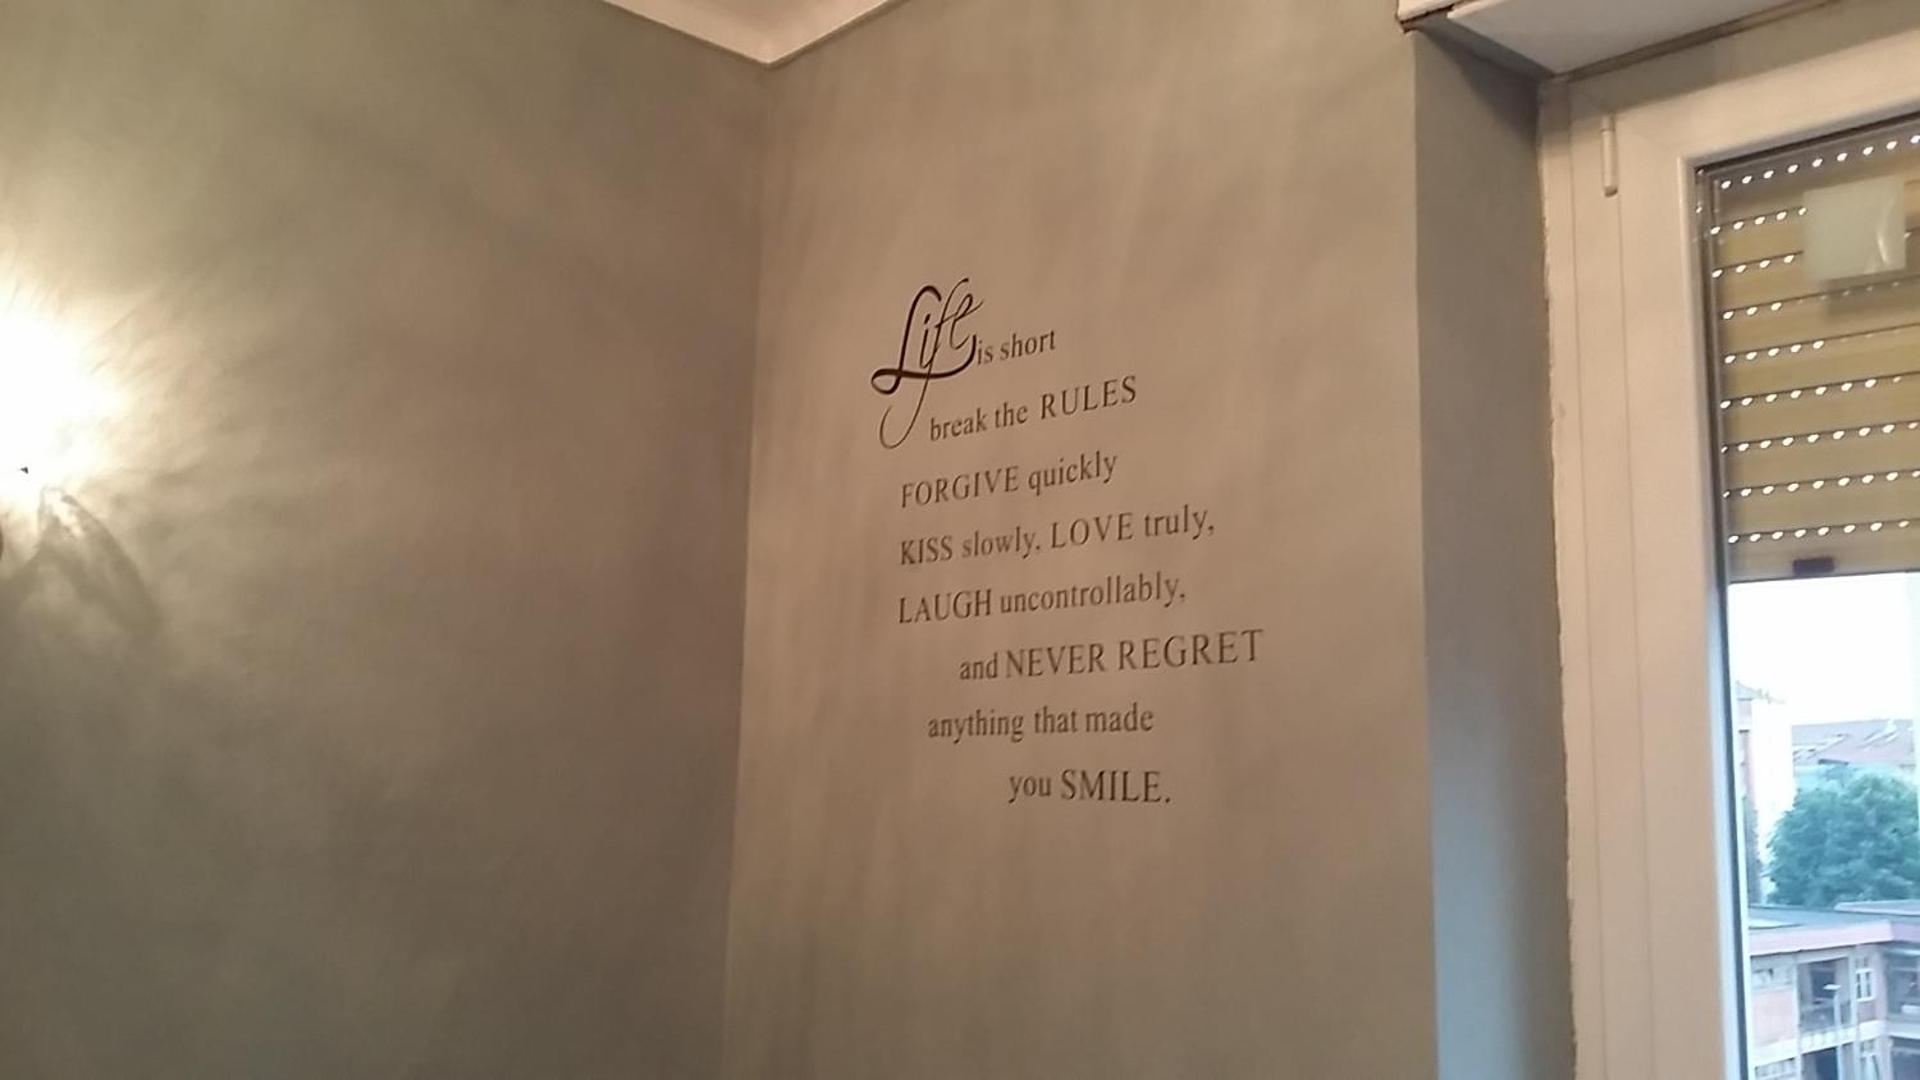 Life is short
break the RULES
FORGIVE quickly
KISS slowly, LOVE truly,
LAUGH uncontrollably,
and NEVER REGRET
anything that made
you SMILE.